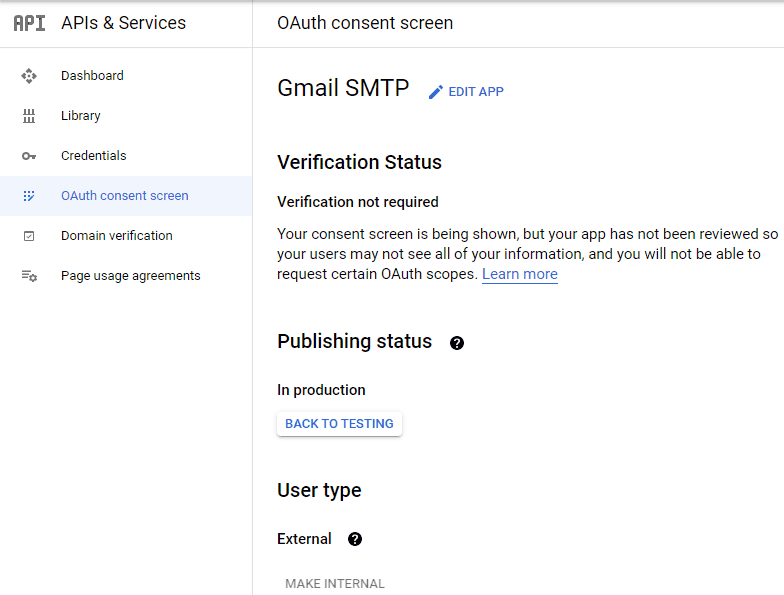 API APIs & Services
OAuth consent screen
Dashboard
Library
Credentials
OAuth consent screen
Domain verification
Page usage agreements
Gmail SMTP EDIT APP
Verification Status
Verification not required
Your consent screen is being shown, but your app has not been reviewed so
your users may not see all of your information, and you will not be able to
request certain OAuth scopes. Learn more
Publishing status ?
In production
BACK TO TESTING
User type
External ?
MAKE INTERNAL